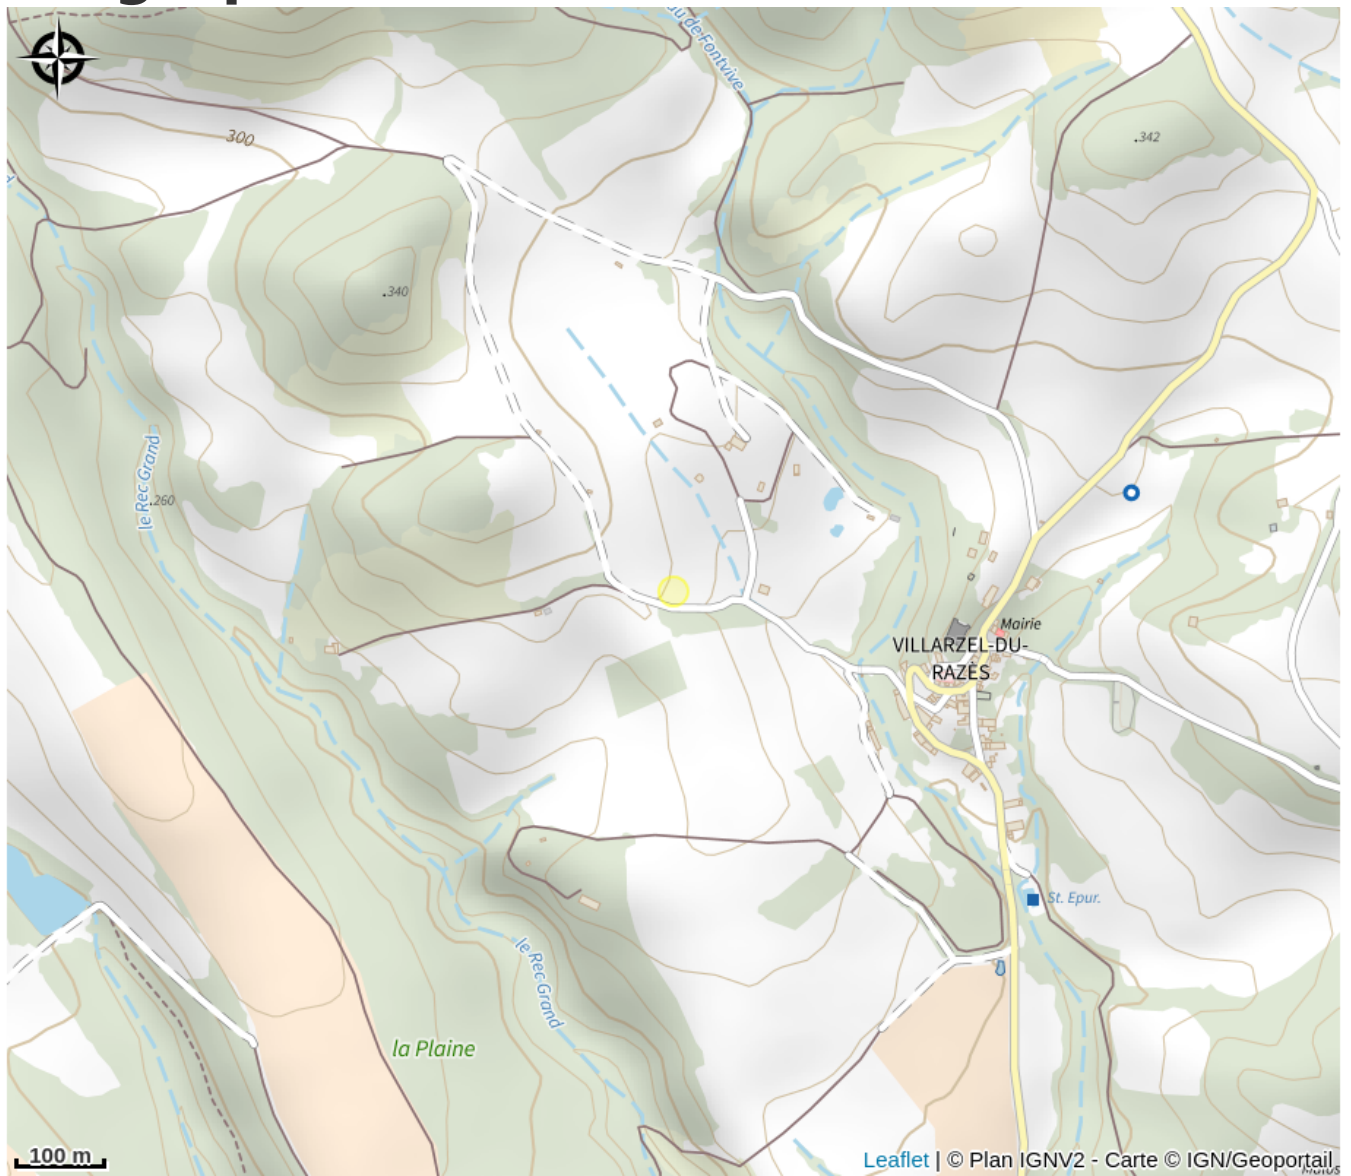 de Fontvive
300
.342
.340
le Rec Grand
.260
Mairie
VILLARZEL-DU-
RAZÈS
St. Epur.
le Rec Grand
la Plaine
100 m
Leaflet | © Plan IGNV2 - Carte © IGN/Geoportail